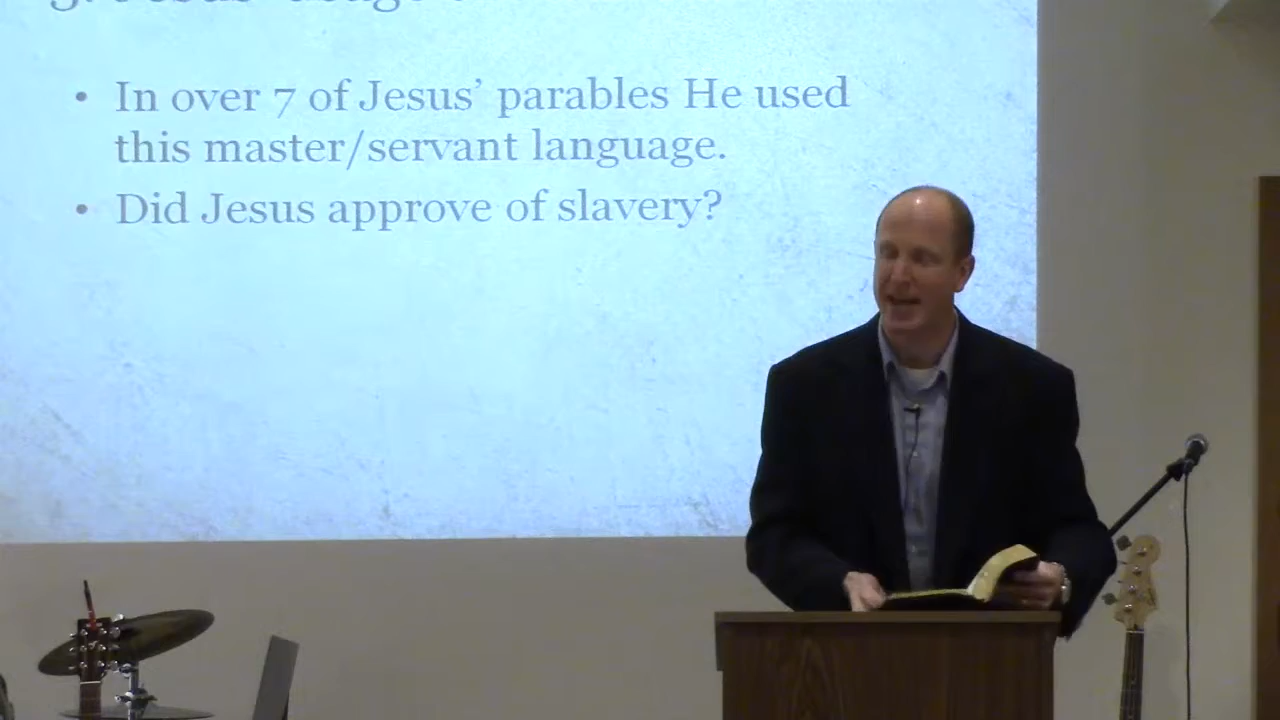 • In over 7 of Jesus’ parables He used
this master/servant language.
• Did Jesus approve of slavery?